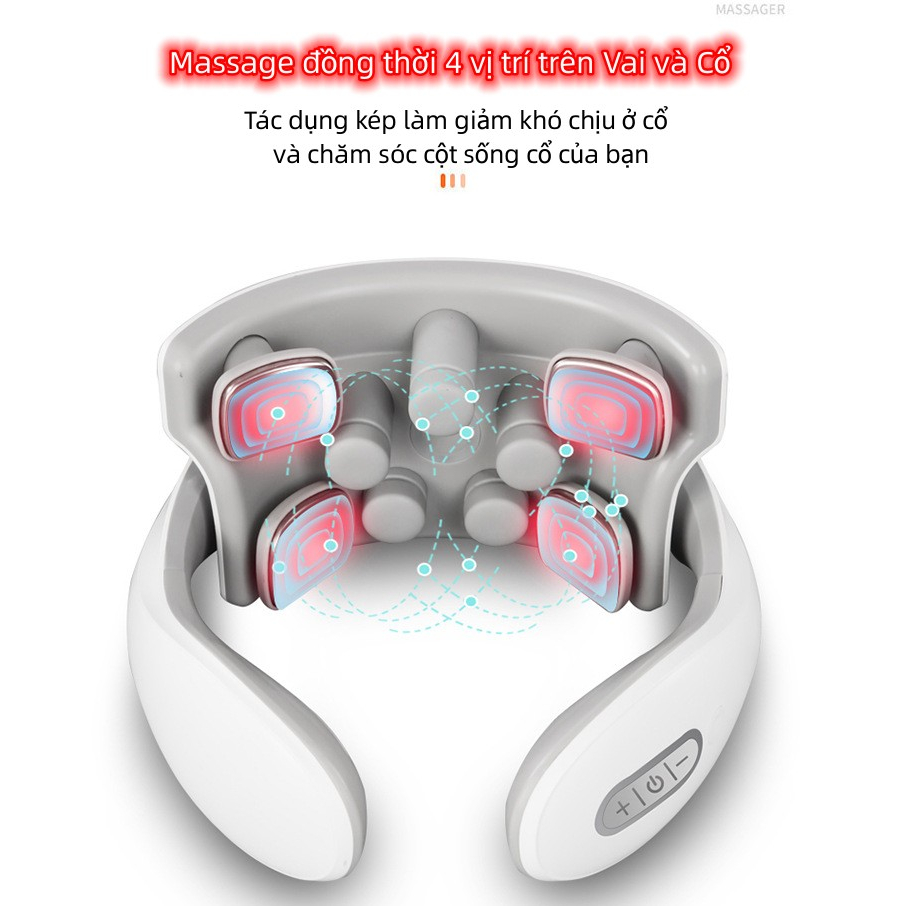 MASSAGER
Massage đồng thời 4 vị trí trên Vai và Cổ
Tác dụng kép làm giảm khó chịu ở cổ
và chăm sóc cột sống cổ của bạn